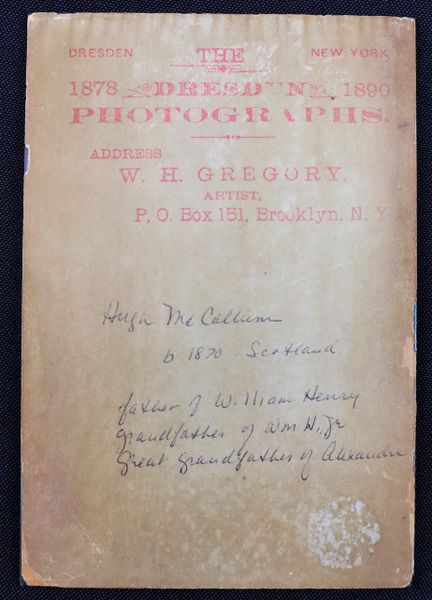 DRESDEN THE NEW YORK
1878 DRESDEN 1890
PHOTOGRAPHS.
ADDRESS
W. H. GREGORY,
ARTIST,
P. O. Box 151, Brooklyn, N. Y.
Hugh McCallum
b 1870 Scotland
father of William Henry
grandfather of Wm H. Jr
Great grandfather of Alexander